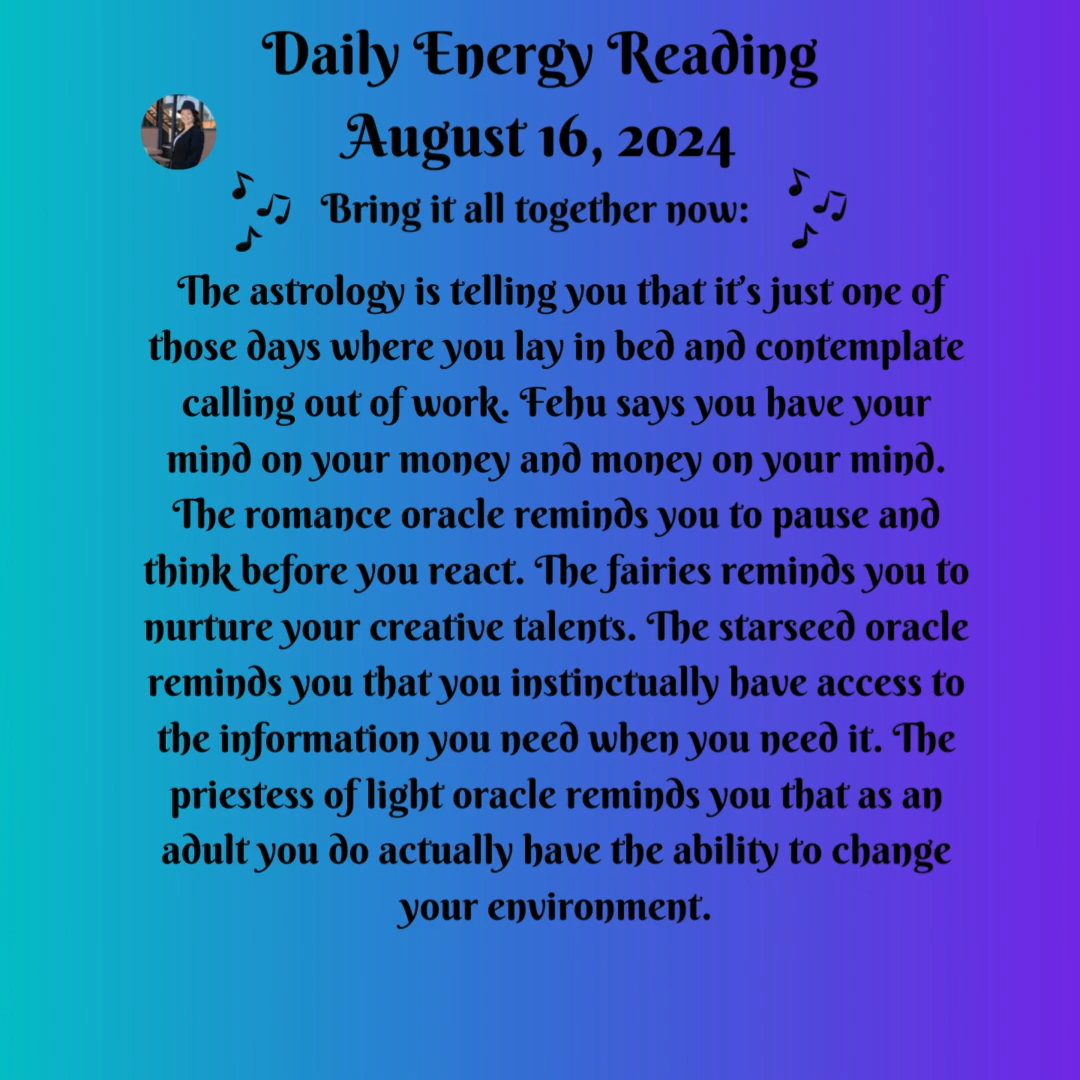 Daily Energy Reading
August 16, 2024
Bring it all together now:
The astrology is telling you that it's just one of
those days where you lay in bed and contemplate
calling out of work. Fehu says you have your
mind on your money and money on your mind.
The romance oracle reminds you to pause and
think before you react. The fairies reminds you to
nurture your creative talents. The starseed oracle
reminds you that you instinctually have access to
the information you need when you need it. The
priestess of light oracle reminds you that as an
adult you do actually have the ability to change
your environment.